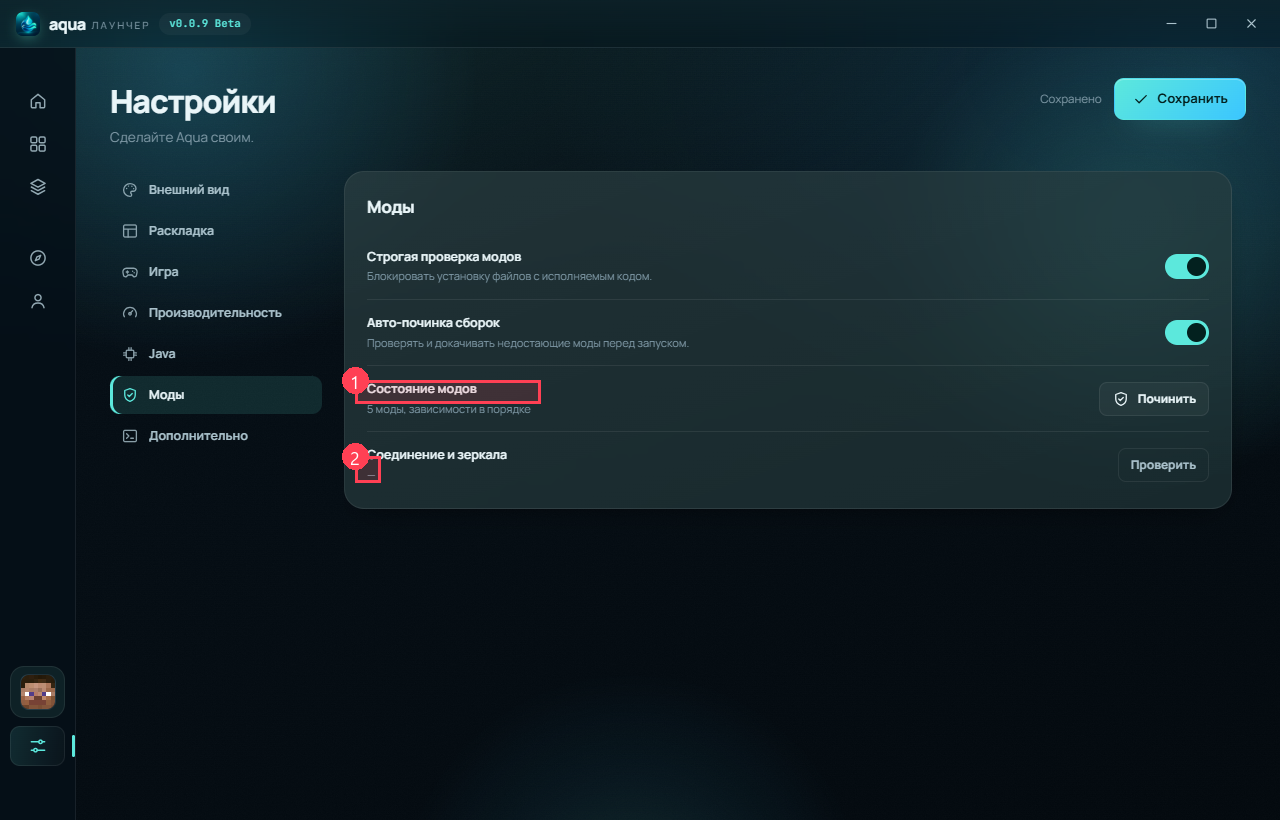 aqua ЛАУНЧЕР v0.0.9 Beta
Настройки
Сделайте Aqua своим.
Сохранено
Сохранить
Внешний вид
Раскладка
Игра
Производительность
Java
Моды
Дополнительно
Моды
Строгая проверка модов
Блокировать установку файлов с исполняемым кодом.
Авто-починка сборок
Проверять и докачивать недостающие моды перед запуском.
1
Состояние модов
5 моды, зависимости в порядке
Починить
2
Соединение и зеркала
—
Проверить